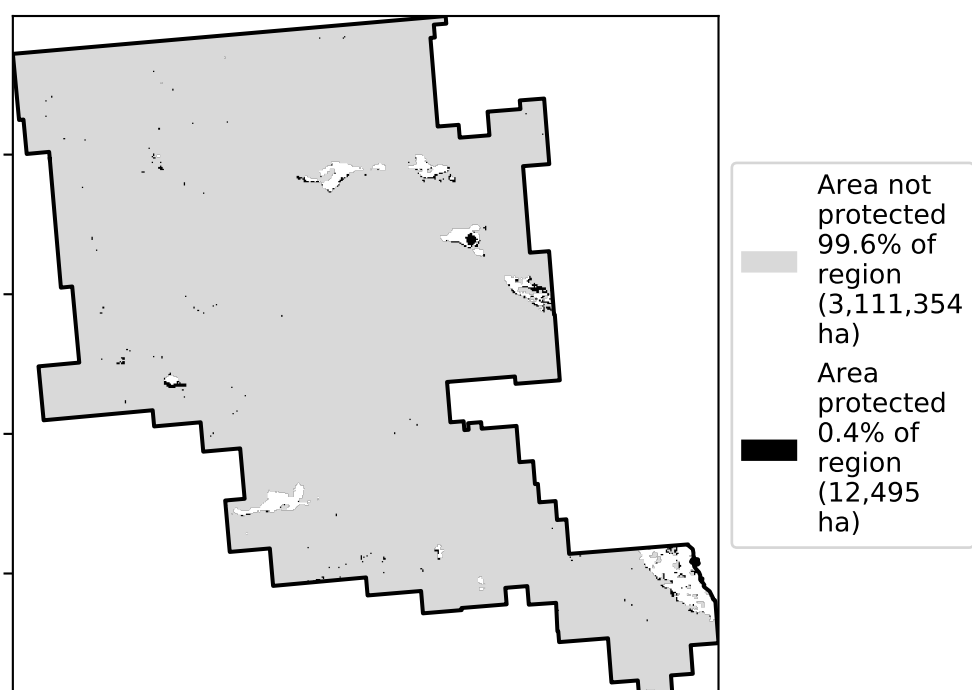 Area not
protected
99.6% of
region
(3,111,354
ha)
Area
protected
0.4% of
region
(12,495
ha)